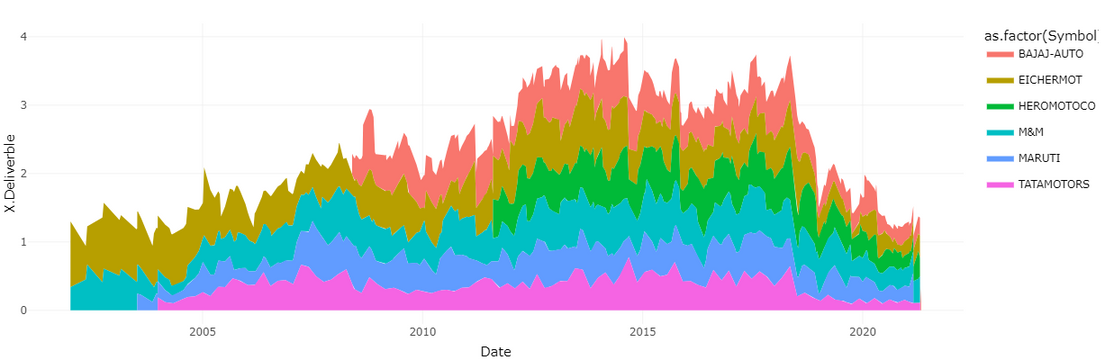 as.factor(Symbol)
BAJAJ-AUTO
EICHERMOT
HEROMOTOCO
M&M
MARUTI
TATAMOTORS
X.Deliverble
4
3
2
1
0
2005
2010
2015
2020
Date